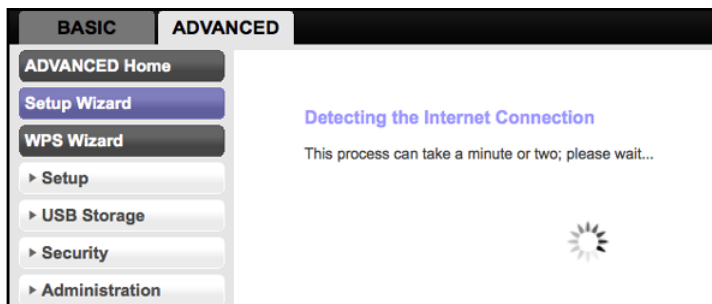 BASIC
ADVANCED
ADVANCED Home
Setup Wizard
WPS Wizard
Setup
USB Storage
Security
Administration
Detecting the Internet Connection
This process can take a minute or two; please wait...